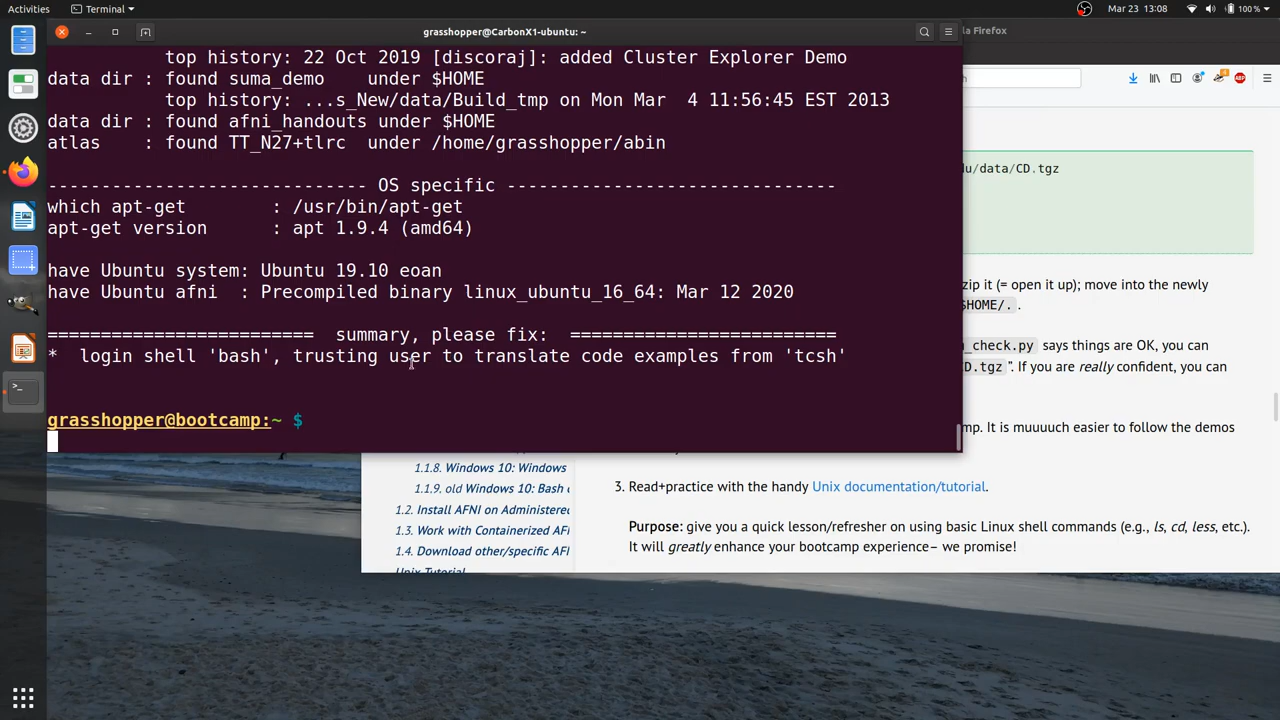 Activities
Terminal
Mar 23 13:08
100 %
grasshopper@CarbonX1-ubuntu: ~
a Firefox
top history: 22 Oct 2019 [discoraj]: added Cluster Explorer Demo
data dir : found suma_demo under $HOME
top history: ...s_New/data/Build_tmp on Mon Mar 4 11:56:45 EST 2013
data dir : found afni_handouts under $HOME
atlas : found TT_N27+tlrc under /home/grasshopper/abin
------------------------------ OS specific -------------------------------
which apt-get : /usr/bin/apt-get
apt-get version : apt 1.9.4 (amd64)
have Ubuntu system: Ubuntu 19.10 eoan
have Ubuntu afni : Precompiled binary linux_ubuntu_16_64: Mar 12 2020
========================= summary, please fix: =========================
* login shell 'bash', trusting user to translate code examples from 'tcsh'
grasshopper@bootcamp:~ $
u/data/CD.tgz
zip it (= open it up); move into the newly
HOME/.
_check.py says things are OK, you can
D.tgz”. If you are really confident, you can
mp. It is muuuuch easier to follow the demos
1.1.8. Windows 10: Windows
1.1.9. old Windows 10: Bash
1.2. Install AFNI on Administere
1.3. Work with Containerized AF
1.4. Download other/specific AF
Unix Tutorial
3. Read+practice with the handy Unix documentation/tutorial.
Purpose: give you a quick lesson/refresher on using basic Linux shell commands (e.g., ls, cd, less, etc.).
It will greatly enhance your bootcamp experience– we promise!